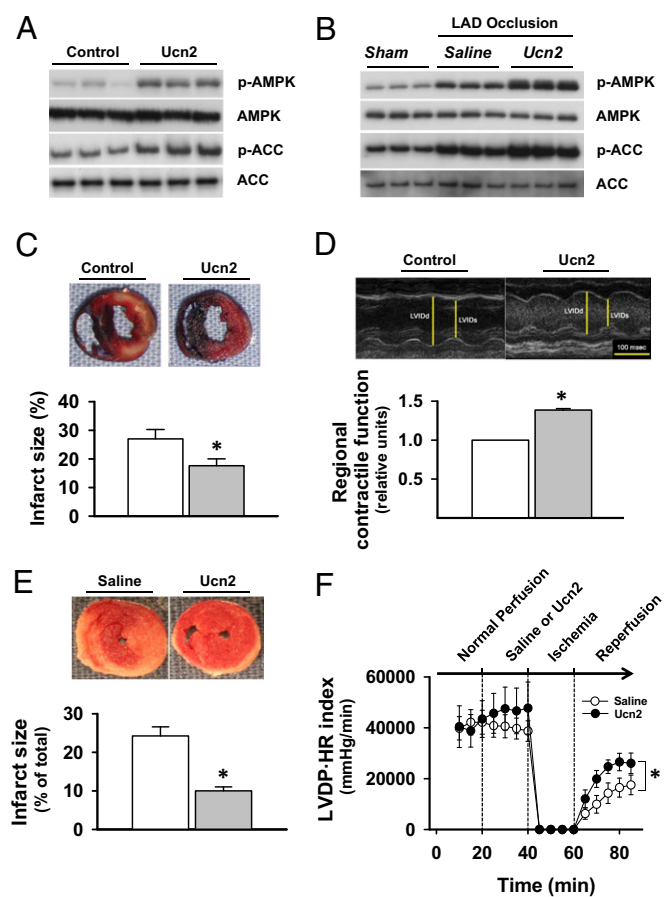 A
Control Ucn2
p-AMPK
AMPK
p-ACC
ACC
B
LAD Occlusion
Sham Saline Ucn2
p-AMPK
AMPK
p-ACC
ACC
C
Control Ucn2
Infarct size (%)
40
30
20
10
0
*
D
Control Ucn2
LVIDd LVIDs
LVIDd LVIDs
100 msec
Regional
contractile function
(relative units)
1.5
1.0
0.5
*
E
Saline Ucn2
Infarct size
(% of total)
30
20
10
0
*
F
Normal Perfusion
Saline or Ucn2
Ischemia
Reperfusion
LVDP·HR index
(mmHg/min)
60000
40000
20000
0
Saline
Ucn2
*
0 20 40 60 80
Time (min)